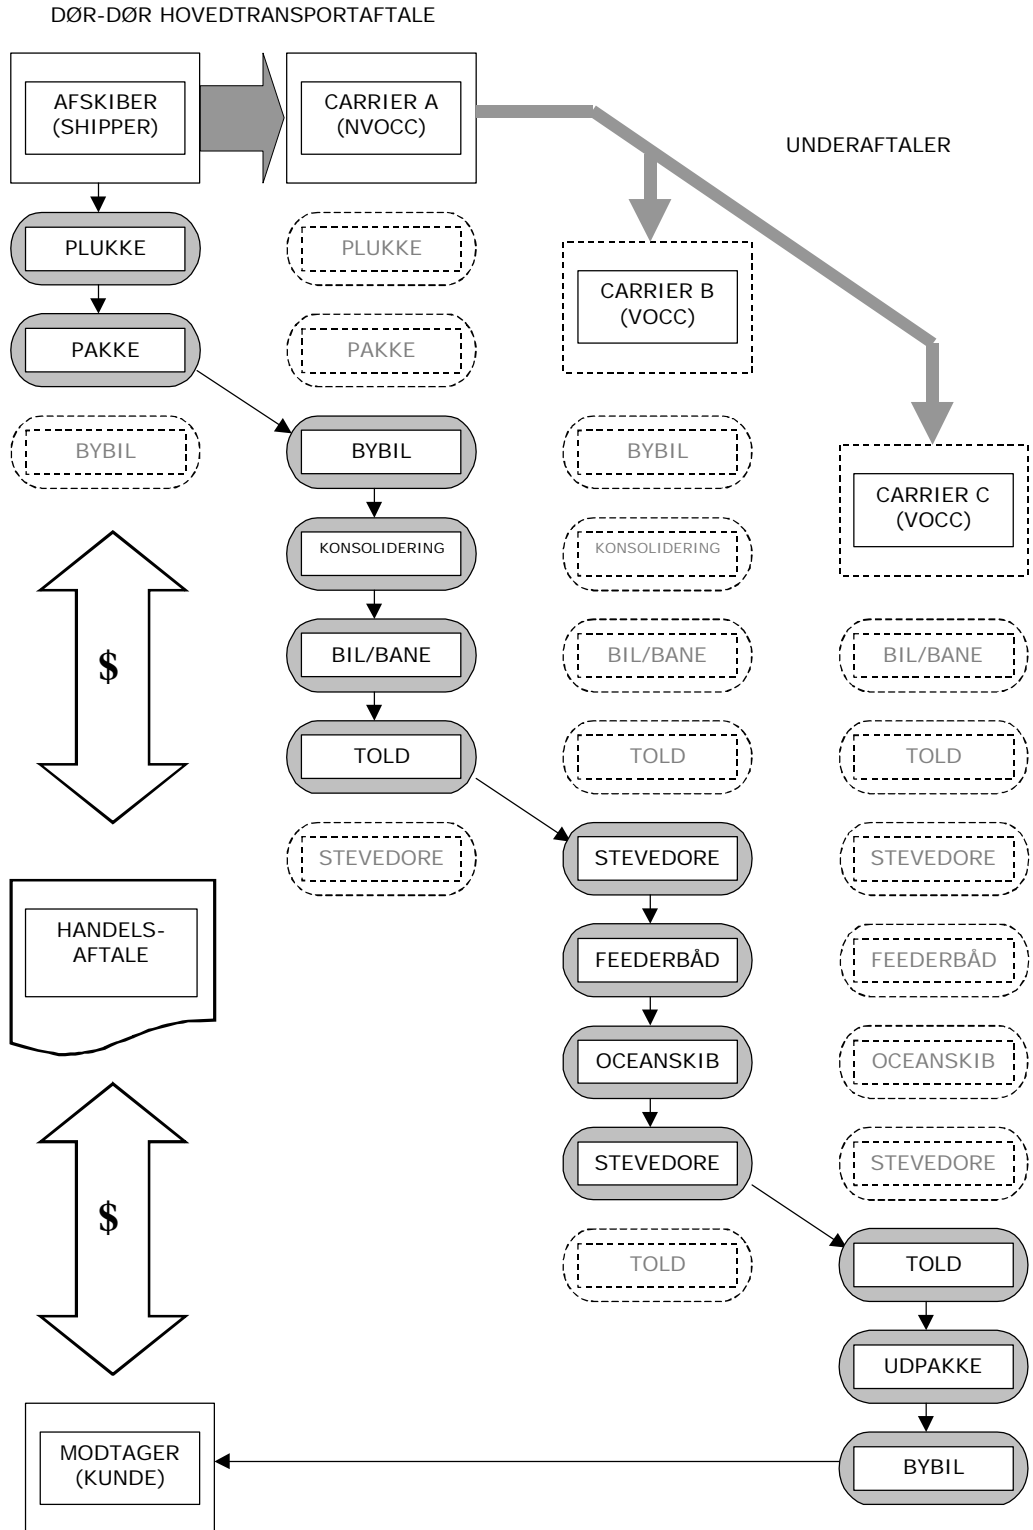 DØR-DØR HOVEDTRANSPORTAFTALE
AFSKIBER
(SHIPPER)
CARRIER A
(NVOCC)
UNDERAFTALER
PLUKKE
PLUKKE
CARRIER B
(VOCC)
PAKKE
PAKKE
BYBIL
BYBIL
BYBIL
CARRIER C
(VOCC)
KONSOLIDERING
KONSOLIDERING
$
BIL/BANE
BIL/BANE
BIL/BANE
TOLD
TOLD
TOLD
STEVEDORE
STEVEDORE
STEVEDORE
HANDELS-
AFTALE
FEEDERBÅD
FEEDERBÅD
OCEANSKIB
OCEANSKIB
STEVEDORE
STEVEDORE
$
TOLD
TOLD
UDPAKKE
MODTAGER
(KUNDE)
BYBIL